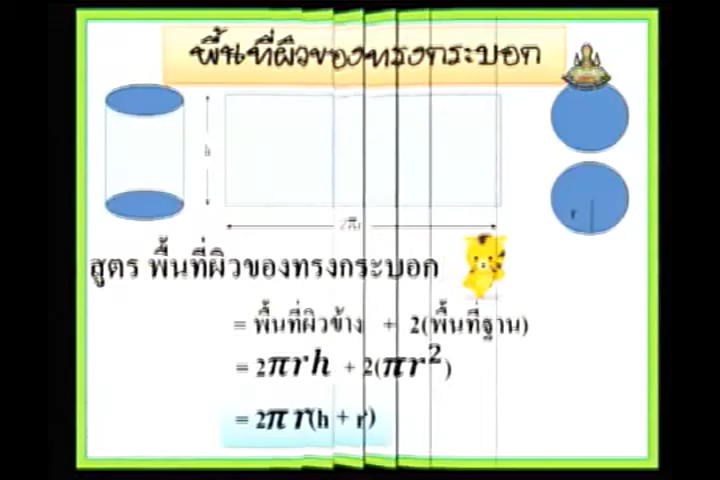 พื้นที่ผิวของทรงกระบอก
h
r
2πr
สูตร พื้นที่ผิวของทรงกระบอก
= พื้นที่ผิวข้าง + 2(พื้นที่ฐาน)
= 2πrh + 2(πr²)
= 2πr(h + r)